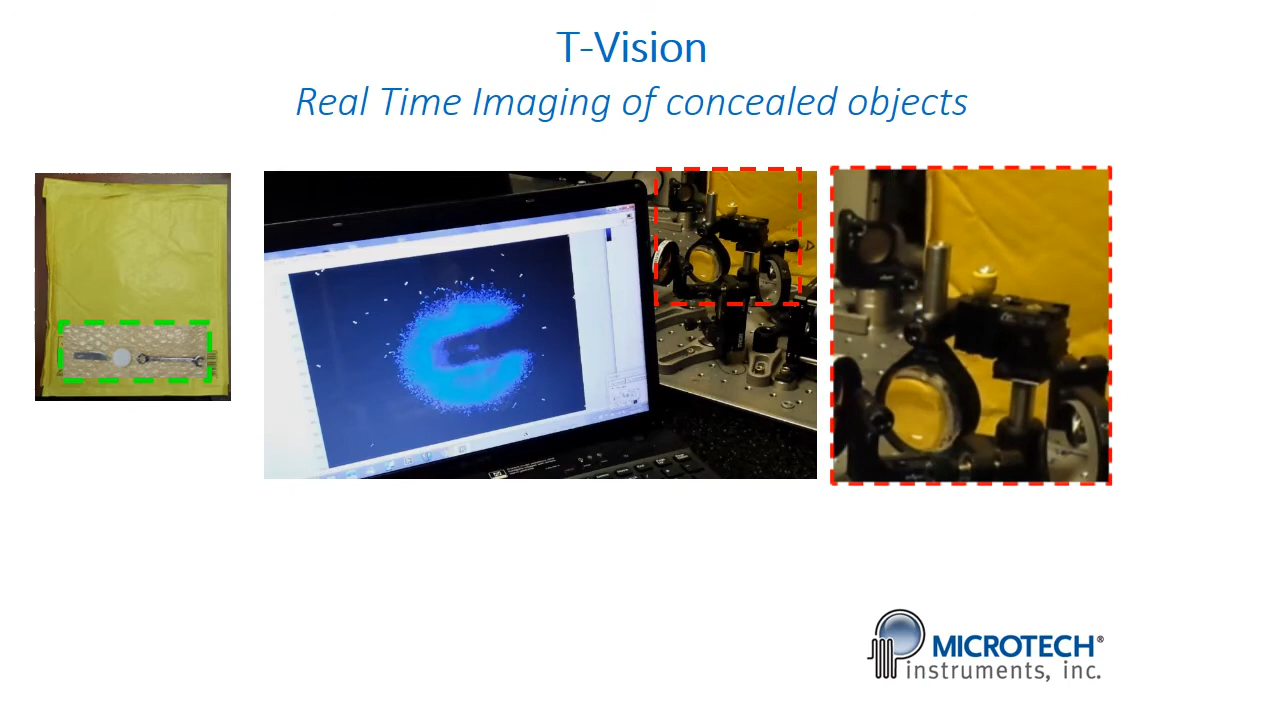 T-Vision
Real Time Imaging of concealed objects
MICROTECH®
instruments, inc.